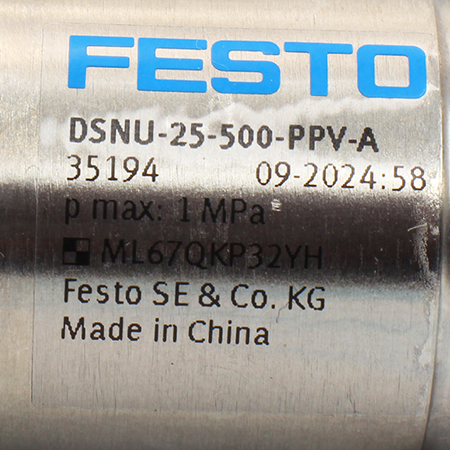 FESTO
DSNU-25-500-PPV-A
35194 09-2024:58
p max: 1 MPa
ML67QKP32YH
Festo SE & Co. KG
Made in China